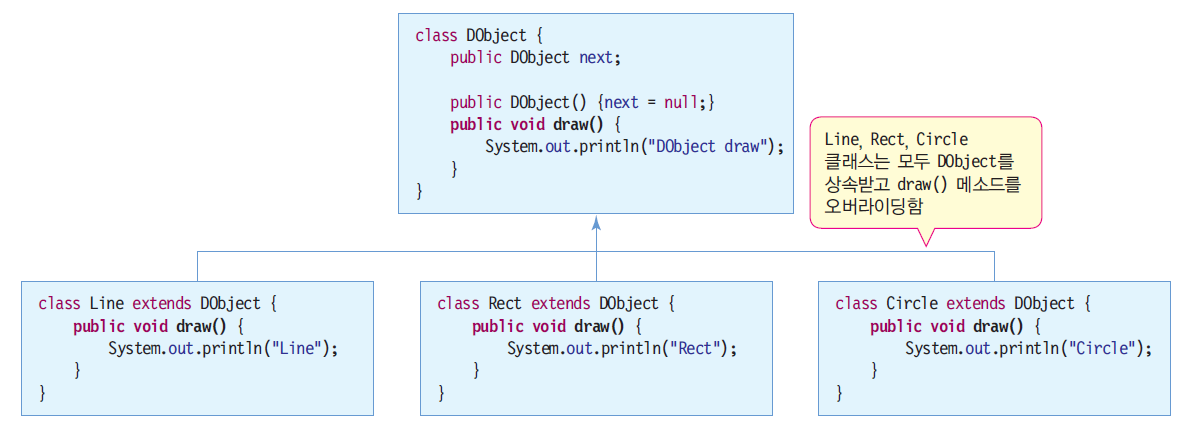 class DObject {
    public DObject next;

    public DObject() {next = null;}
    public void draw() {
        System.out.println("DObject draw");
    }
}
Line, Rect, Circle
클래스는 모두 DObject를
상속받고 draw() 메소드를
오버라이딩함
class Line extends DObject {
    public void draw() {
        System.out.println("Line");
    }
}
class Rect extends DObject {
    public void draw() {
        System.out.println("Rect");
    }
}
class Circle extends DObject {
    public void draw() {
        System.out.println("Circle");
    }
}